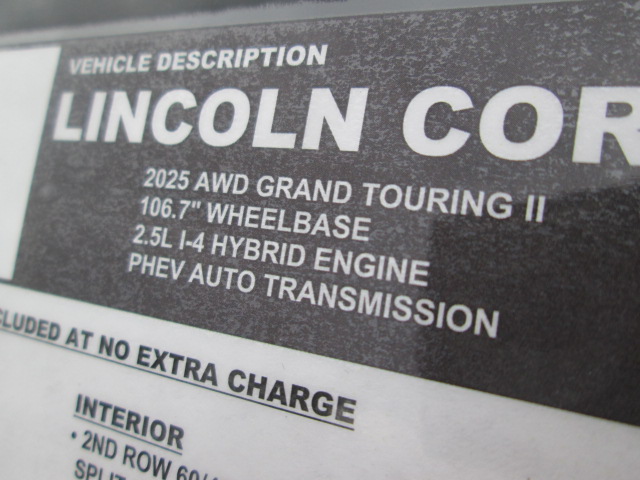 VEHICLE DESCRIPTION
LINCOLN COR
2025 AWD GRAND TOURING II
106.7" WHEELBASE
2.5L I-4 HYBRID ENGINE
PHEV AUTO TRANSMISSION
CLUDED AT NO EXTRA CHARGE
INTERIOR
• 2ND ROW 60/
SPLIT